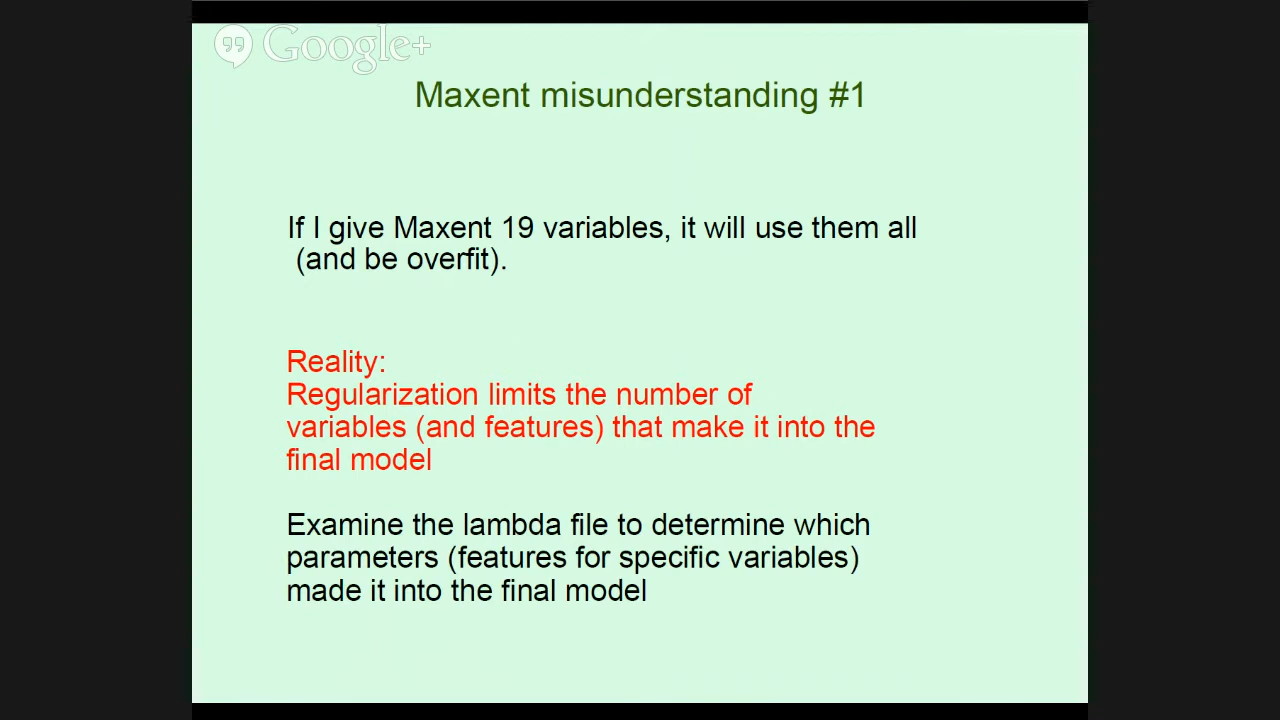 Google+
Maxent misunderstanding #1
If I give Maxent 19 variables, it will use them all
(and be overfit).
Reality:
Regularization limits the number of
variables (and features) that make it into the
final model
Examine the lambda file to determine which
parameters (features for specific variables)
made it into the final model